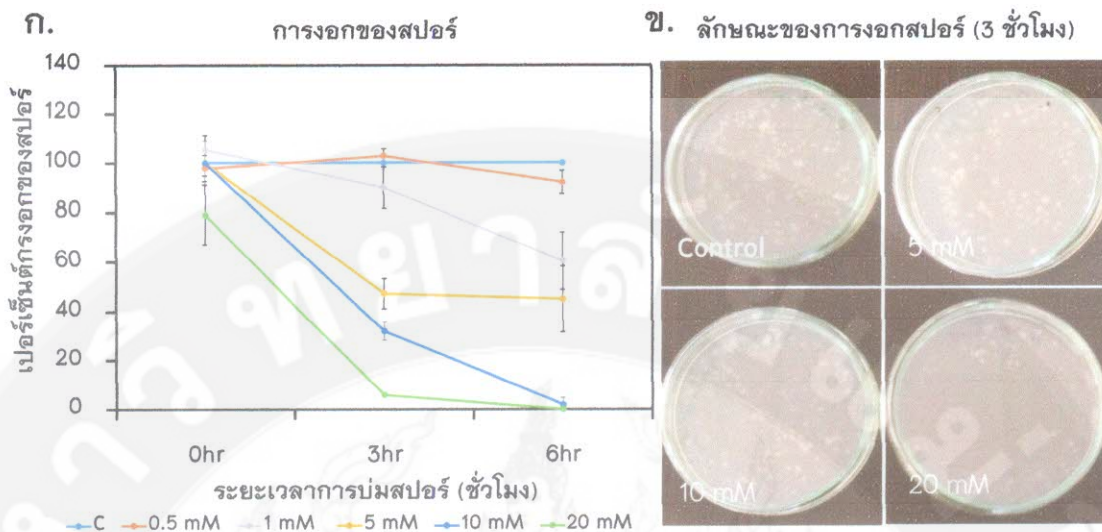 ก.
การงอกของสปอร์
140
120
100
80
60
40
20
0
เปอร์เซ็นต์กรงอกของสปอร์
0hr
3hr
6hr
ระยะเวลาการบ่มสปอร์ (ชั่วโมง)
C
0.5 mM
1 mM
5 mM
10 mM
20 mM
ข. ลักษณะของการงอกสปอร์ (3 ชั่วโมง)
Control
5 mM
10 mM
20 mM